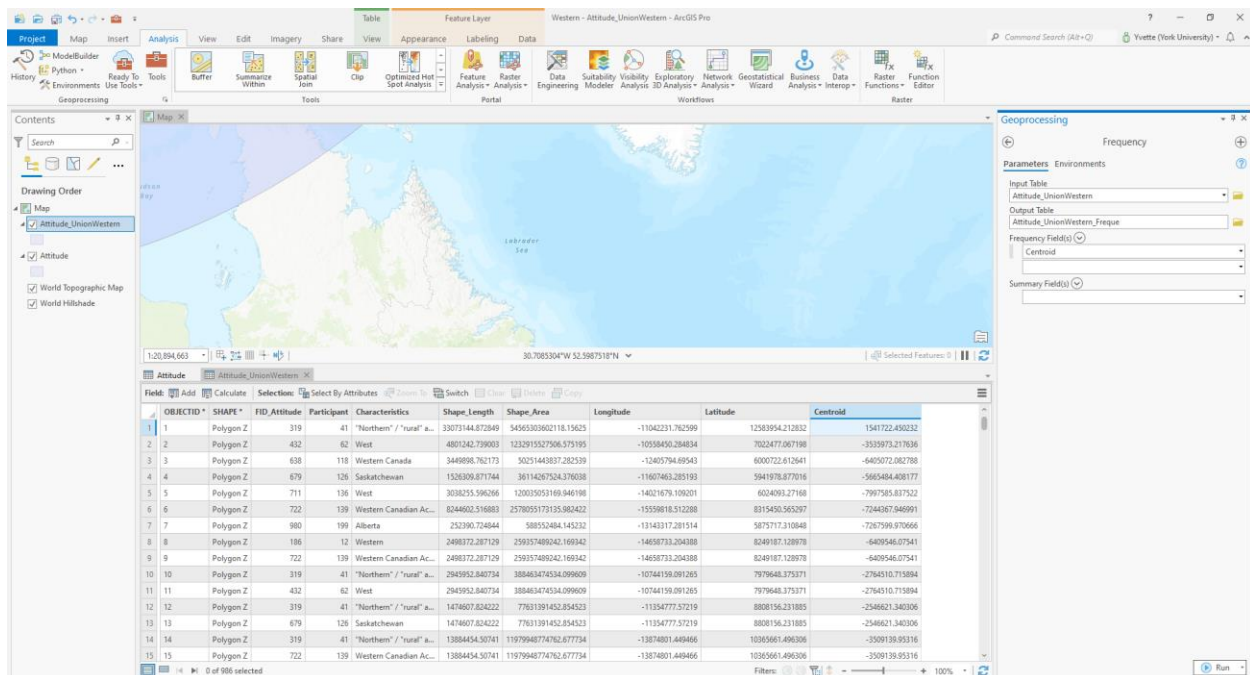 Table Feature Layer Western - Attitude_UnionWestern - ArcGIS Pro ?
Project Map Insert Analysis View Edit Imagery Share View Appearance Labeling Data Command Search (Alt+Q) Yvette (York University)
History ModelBuilder Python Environments Ready To Use Tools Tools Buffer Summarize Within Spatial Join Clip Optimized Hot Spot Analysis Feature Analysis Raster Analysis Data Engineering Suitability Modeler Visibility Analysis Exploratory 3D Analysis Network Analysis Geostatistical Wizard Business Analysis Data Interop Raster Functions Function Editor
Geoprocessing Tools Portal Workflows Raster
Contents
Search
Drawing Order
Map
Attitude_UnionWestern
Attitude
World Topographic Map
World Hillshade
Map
Labrador
Sea
1:20,894,663 30.7085304°W 52.5987518°N Selected Features: 0
Attitude Attitude_UnionWestern
Field: Add Calculate Selection: Select By Attributes Zoom To Switch Clear Delete Copy
OBJECTID * SHAPE * FID_Attitude Participant Characteristics Shape_Length Shape_Area Longitude Latitude Centroid
1 1 Polygon Z 319 41 "Northern" / "rural" a... 33073144.872849 54565303602118.15625 -11042231.762599 12583954.212832 1541722.450232
2 2 Polygon Z 432 62 West 4801242.739003 1232915527506.575195 -10558450.284834 7022477.067198 -3535973.217636
3 3 Polygon Z 638 118 Western Canada 3449898.762173 50251443837.282539 -12405794.69543 6000722.612641 -6405072.082788
4 4 Polygon Z 679 126 Saskatchewan 1526309.871744 36114267524.376038 -11607463.285193 5941978.877016 -5665484.408177
5 5 Polygon Z 711 136 West 3038255.596266 120035053169.946198 -14021679.109201 6024093.27168 -7997585.837522
6 6 Polygon Z 722 139 Western Canadian Ac... 8244602.516883 2578055173135.982422 -15559818.512288 8315450.565297 -7244367.946991
7 7 Polygon Z 980 199 Alberta 252390.724844 588552484.145232 -13143317.281514 5875717.310848 -7267599.970666
8 8 Polygon Z 186 12 Western 2498372.287129 259357489242.169342 -14658733.204388 8249187.128978 -6409546.07541
9 9 Polygon Z 722 139 Western Canadian Ac... 2498372.287129 259357489242.169342 -14658733.204388 8249187.128978 -6409546.07541
10 10 Polygon Z 319 41 "Northern" / "rural" a... 2945952.840734 388463474534.099609 -10744159.091265 7979648.375371 -2764510.715894
11 11 Polygon Z 432 62 West 2945952.840734 388463474534.099609 -10744159.091265 7979648.375371 -2764510.715894
12 12 Polygon Z 319 41 "Northern" / "rural" a... 1474607.824222 77631391452.854523 -11354777.57219 8808156.231885 -2546621.340306
13 13 Polygon Z 679 126 Saskatchewan 1474607.824222 77631391452.854523 -11354777.57219 8808156.231885 -2546621.340306
14 14 Polygon Z 319 41 "Northern" / "rural" a... 13884454.50741 11979948774762.677734 -13874801.449466 10365661.496306 -3509139.95316
15 15 Polygon Z 722 139 Western Canadian Ac... 13884454.50741 11979948774762.677734 -13874801.449466 10365661.496306 -3509139.95316
0 of 986 selected Filters: 100%
Geoprocessing
Frequency
Parameters Environments
Input Table
Attitude_UnionWestern
Output Table
Attitude_UnionWestern_Freque
Frequency Field(s)
Centroid
Summary Field(s)
Run